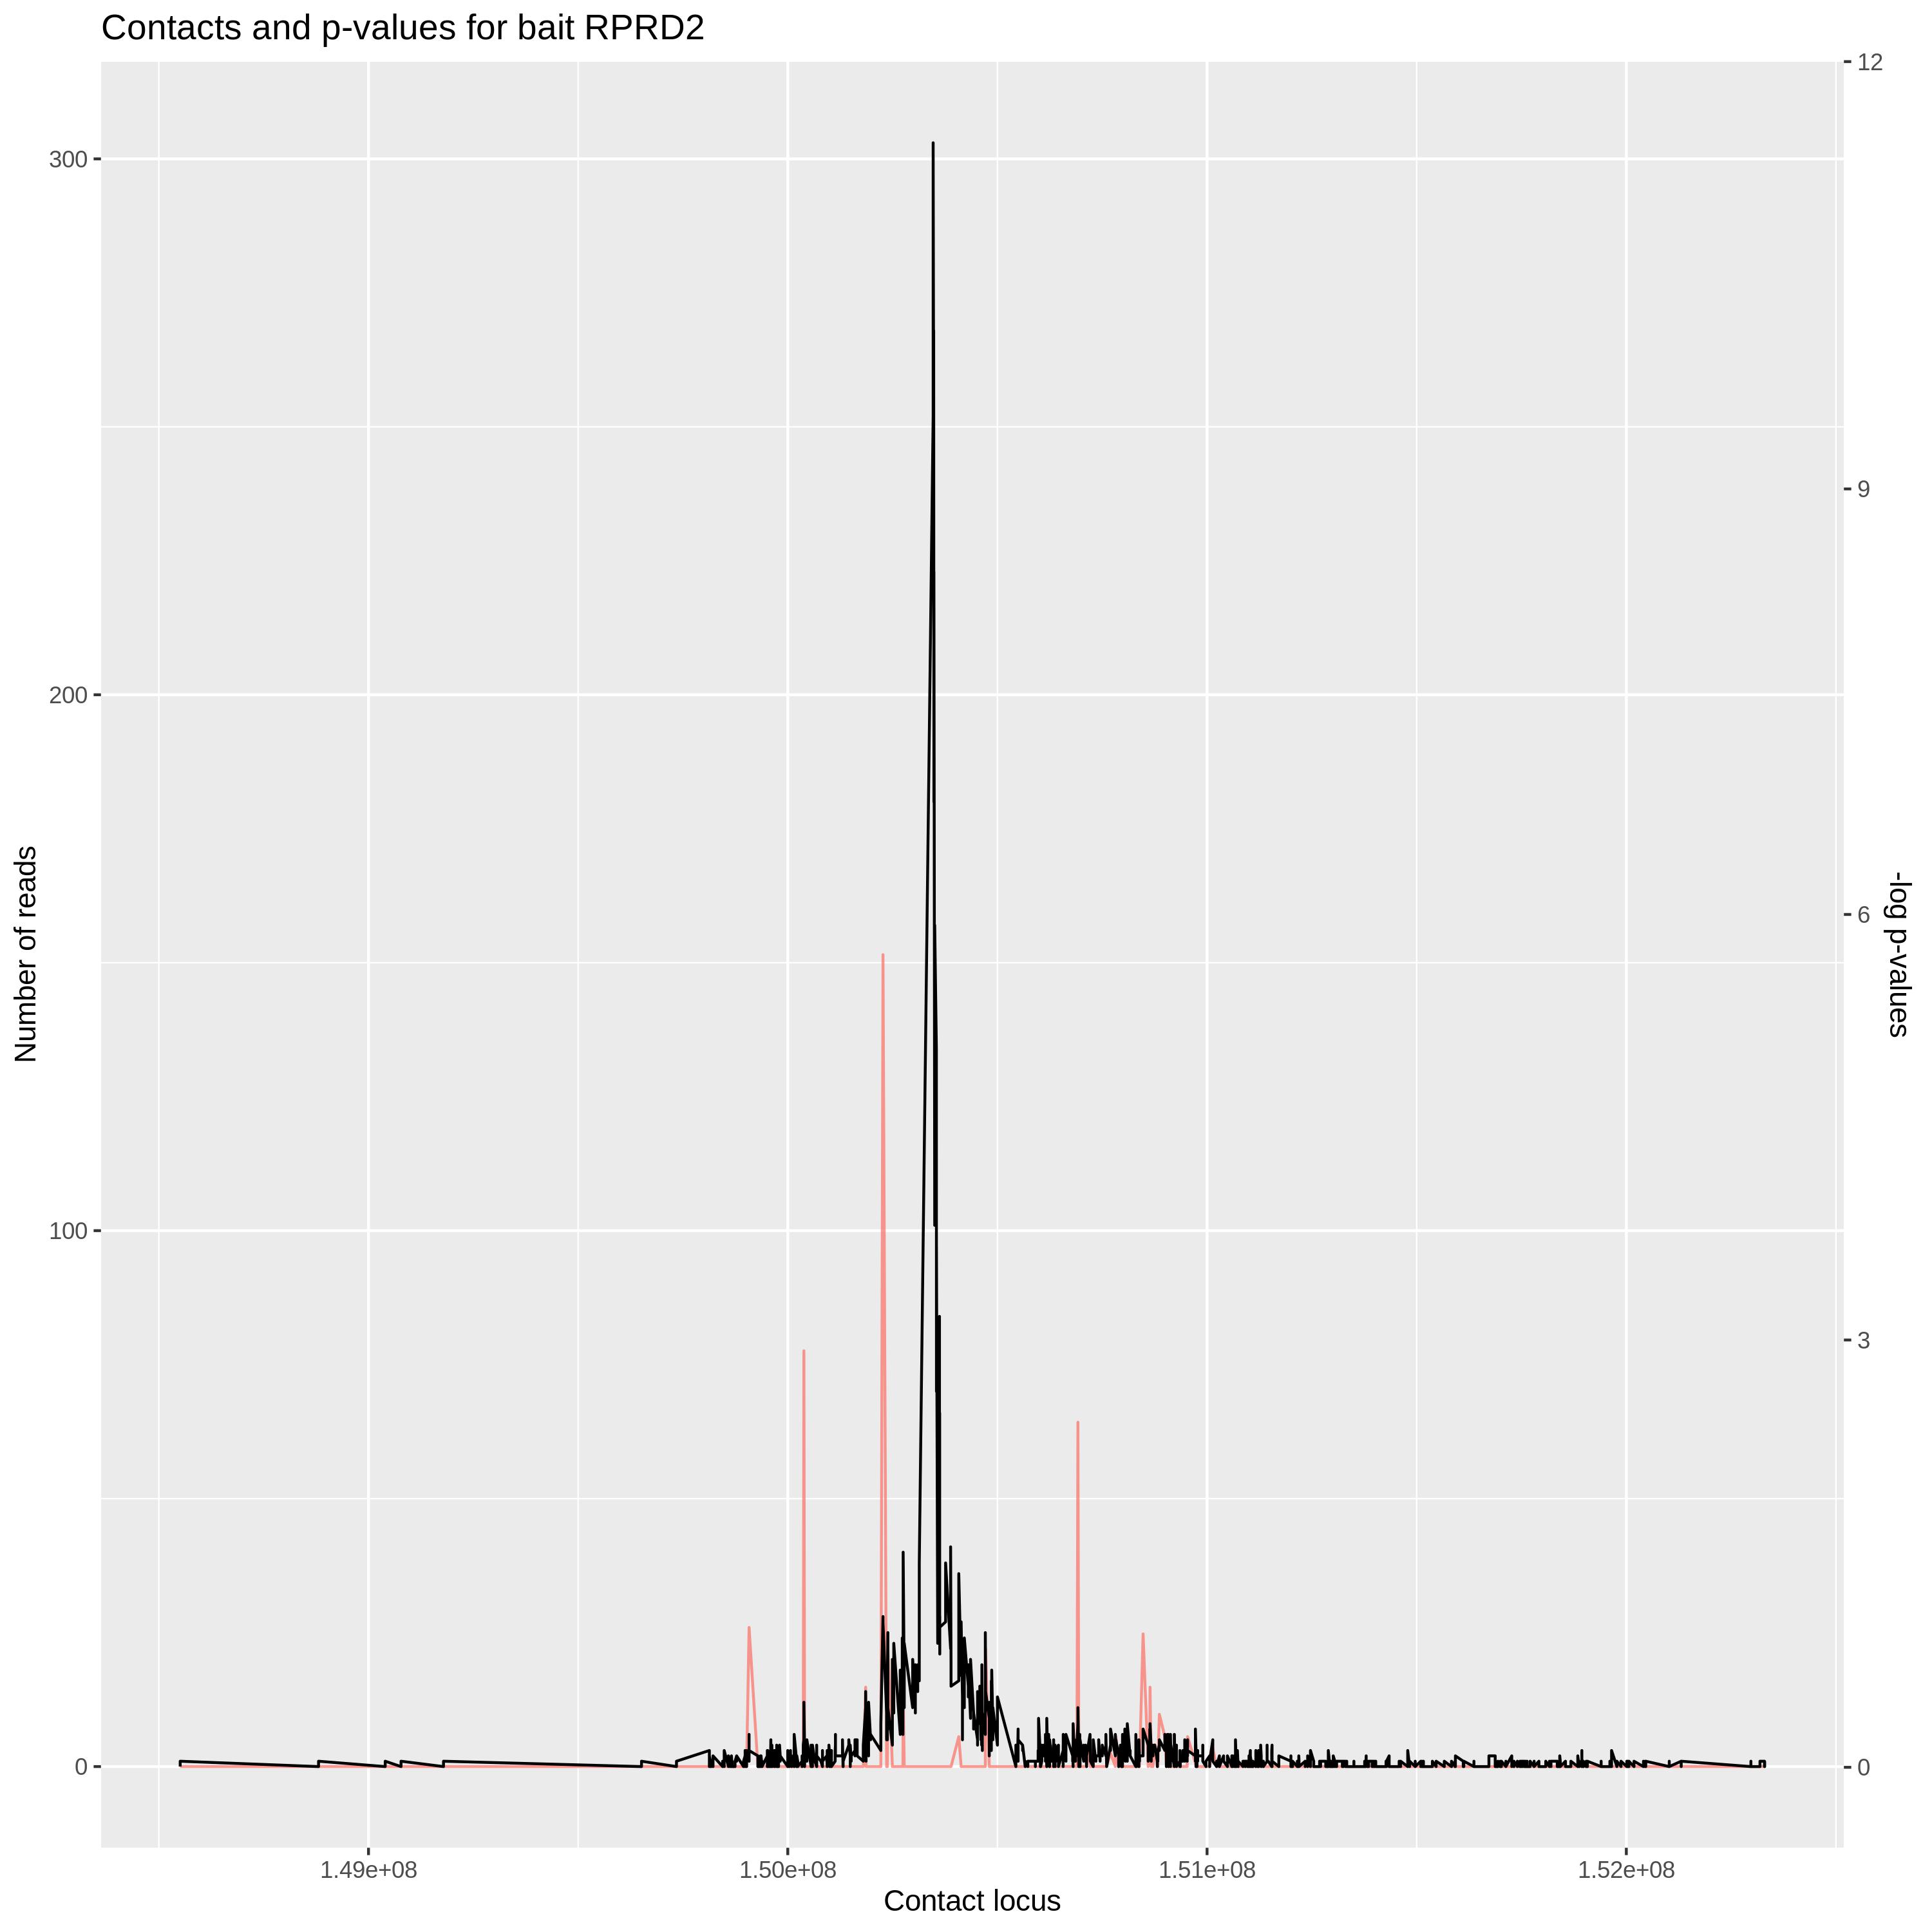 Contacts and p-values for bait RPRD2
12
300
9
200
6
Number of reads
-log p-values
100
3
0
0
1.49e+08
1.50e+08
1.51e+08
1.52e+08
Contact locus